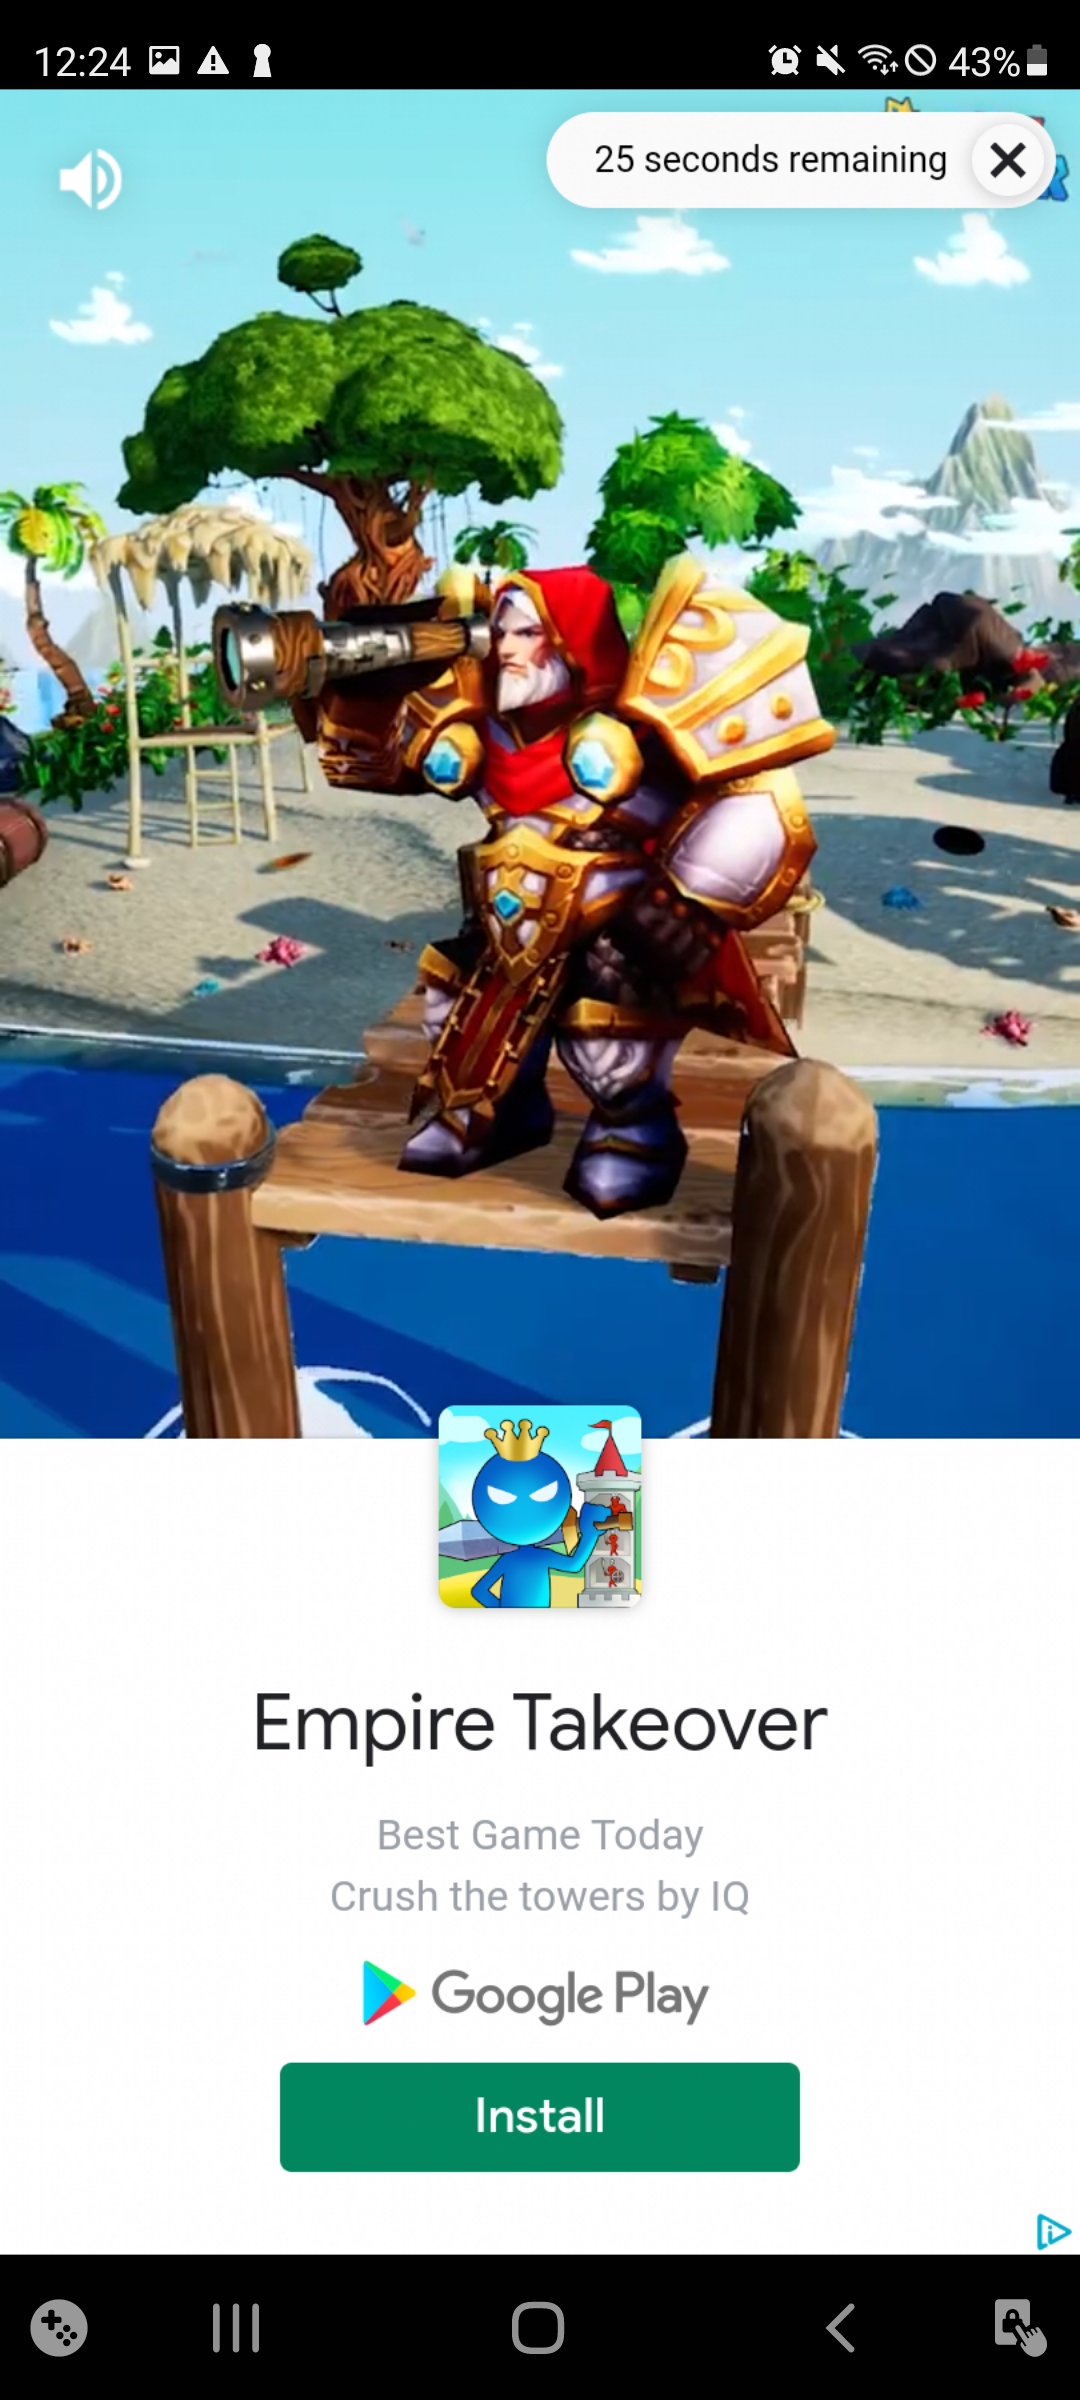 12:24
43%
25 seconds remaining
Empire Takeover
Best Game Today
Crush the towers by IQ
Google Play
Install